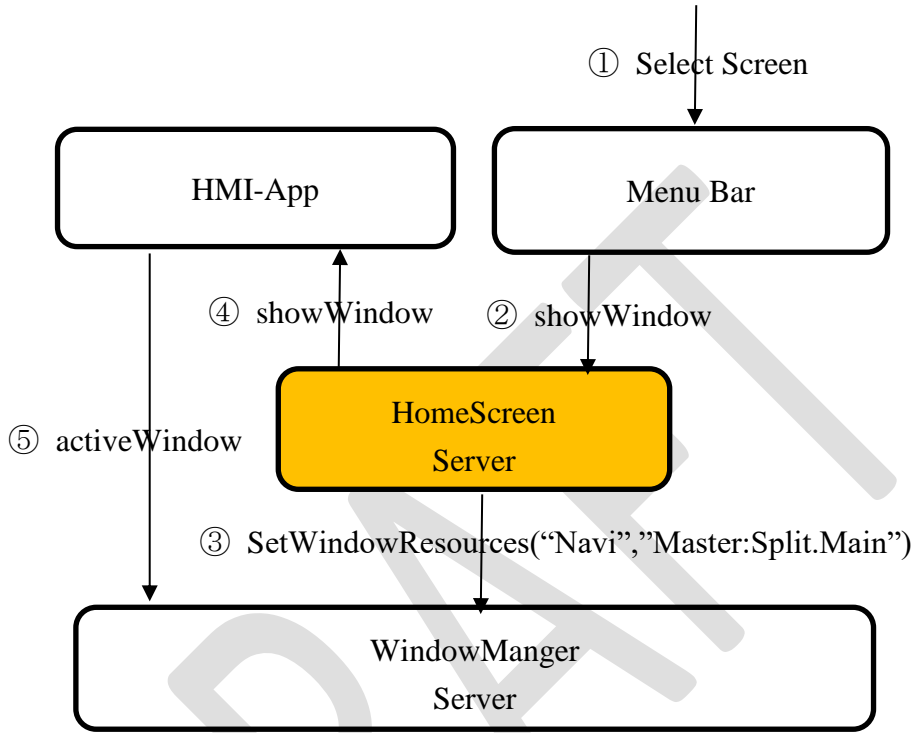 ① Select Screen
HMI-App
Menu Bar
④ showWindow
② showWindow
HomeScreen
Server
⑤ activeWindow
③ SetWindowResources(“Navi”,”Master:Split.Main”)
WindowManger
Server
DRAFT